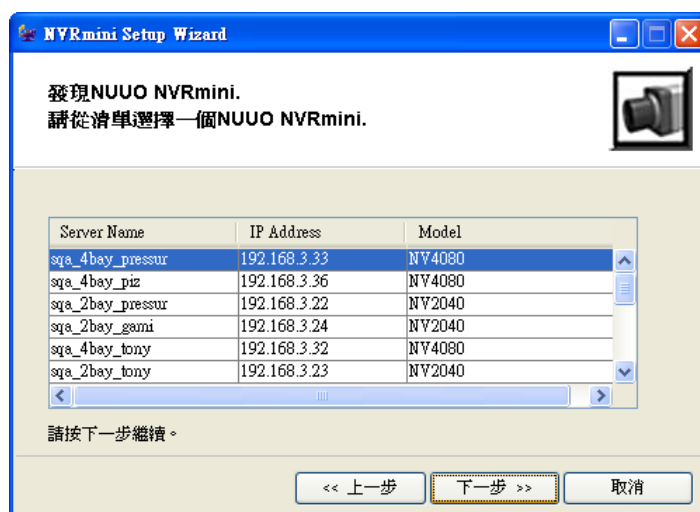 NVRmini Setup Wizard
發現NUUO NVRmini.
請從清單選擇一個NUUO NVRmini.
Server Name IP Address Model
sqa_4bay_pressur 192.168.3.33 NV4080
sqa_4bay_piz 192.168.3.36 NV4080
sqa_2bay_pressur 192.168.3.22 NV2040
sqa_2bay_gami 192.168.3.24 NV2040
sqa_4bay_tony 192.168.3.32 NV4080
sqa_2bay_tony 192.168.3.23 NV2040
請按下一步繼續。
<< 上一步 下一步 >> 取消